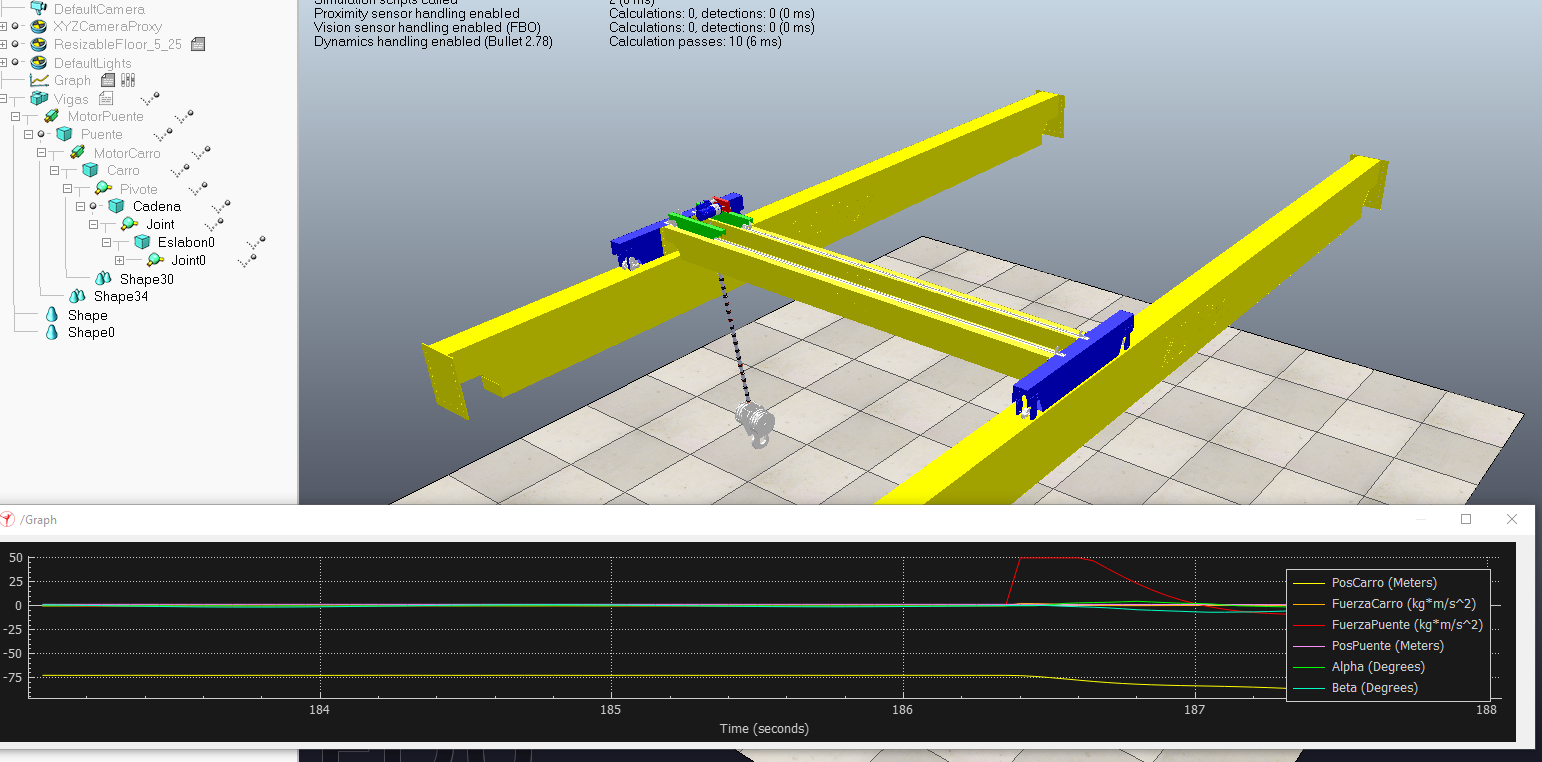 DefaultCamera
XYZCameraProxy
ResizableFloor_5_25
DefaultLights
Graph
Vigas
MotorPuente
Puente
MotorCarro
Carro
Pivote
Cadena
Joint
Eslabon0
Joint0
Shape30
Shape34
Shape
Shape0
Simulation scripts called 2 (0 ms)
Proximity sensor handling enabled Calculations: 0, detections: 0 (0 ms)
Vision sensor handling enabled (FBO) Calculations: 0, detections: 0 (0 ms)
Dynamics handling enabled (Bullet 2.78) Calculation passes: 10 (6 ms)
/Graph
50
25
0
-25
-50
-75
184 185 186 187 188
Time (seconds)
PosCarro (Meters)
FuerzaCarro (kg*m/s^2)
FuerzaPuente (kg*m/s^2)
PosPuente (Meters)
Alpha (Degrees)
Beta (Degrees)